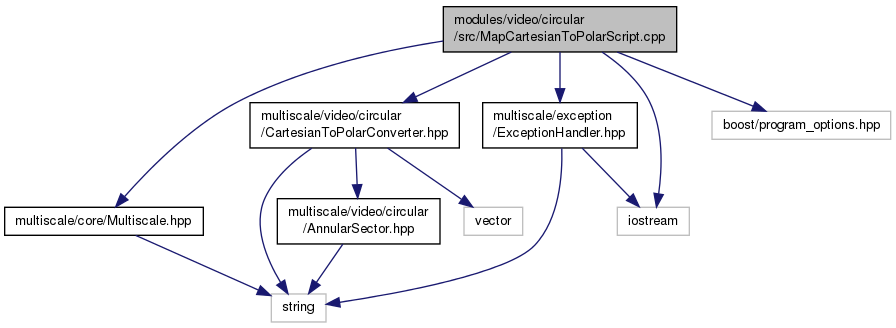 modules/video/circular
/src/MapCartesianToPolarScript.cpp
multiscale/video/circular
/CartesianToPolarConverter.hpp
multiscale/exception
/ExceptionHandler.hpp
boost/program_options.hpp
multiscale/core/Multiscale.hpp
multiscale/video/circular
/AnnularSector.hpp
vector
iostream
string